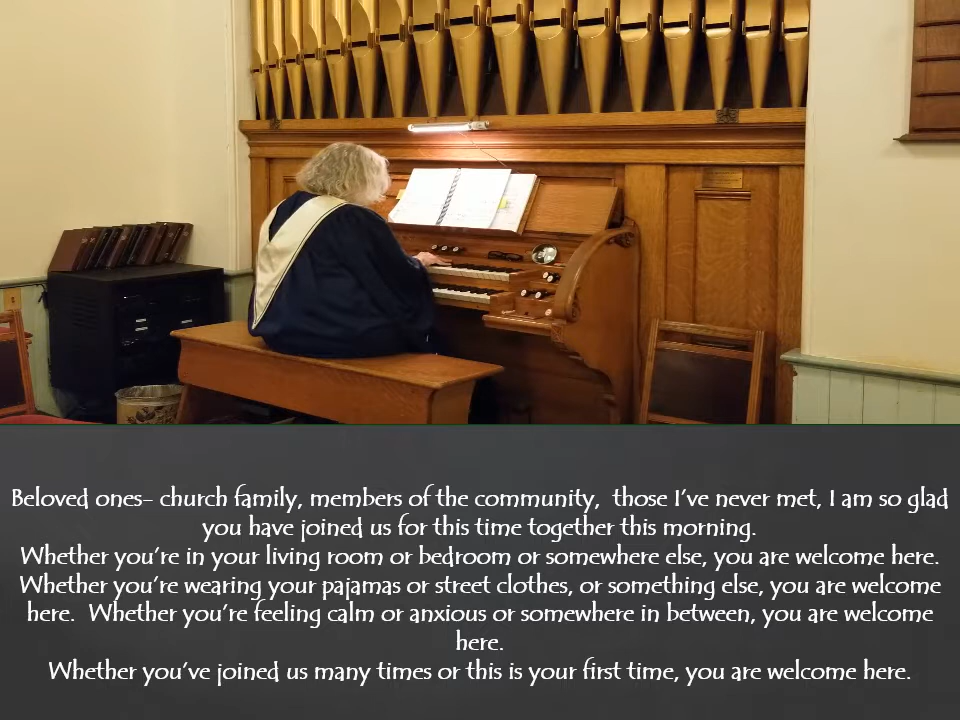 Beloved ones- church family, members of the community,  those I've never met, I am so glad
you have joined us for this time together this morning.
Whether you're in your living room or bedroom or somewhere else, you are welcome here.
Whether you're wearing your pajamas or street clothes, or something else, you are welcome
here.  Whether you're feeling calm or anxious or somewhere in between, you are welcome
here.
Whether you've joined us many times or this is your first time, you are welcome here.